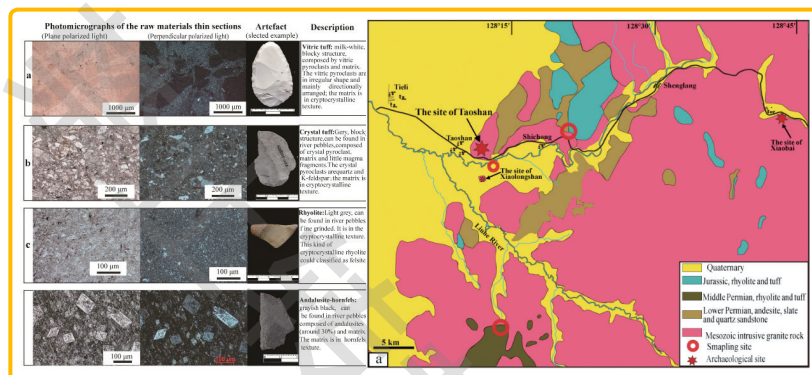 Photomicrographs of the raw materials thin sections
(Plane polarized light)
(Perpendicular polarized light)
Artefact
(slected example)
Description
a
1000 μm
1000 μm
Vitric tuff: milk-white,
blocky structure,
composed by vitric
pyroclasts and matrix.
The vitric pyroclasts are
in irregular shape and
mainly directionally
arranged; the matrix is
in cryptocrystalline
texture.
b
200 μm
200 μm
Crystal tuff: Gery, block
structure,can be found in
river pebbles,composed
of crystal pyroclast,
matrix and little magma
fragments.The crystal
pyroclasts arequartz and
K-feldspar; the matrix is
in cryptocrystalline
texture.
c
100 μm
100 μm
Rhyolite:Light grey, can
be found in river pebbles
fine grinded. It is in the
cryptocrystalline texture.
This kind of
cryptocrystalline rhyolite
could classified as felsite
100 μm
Andalusite-hornfels:
grayish black, can
be found in river pebbles
composed of andalusites
(around 30%) and matrix.
The matrix is in hornfels
texture.
128°15′
128°30′
128°45′
Tieli
The site of Taoshan
Taoshan
Shichang
Shenglang
The site of
Xiaobai
The site of
Xiaolongshan
River
Quaternary
Jurassic, rhyolite and tuff
Middle Permian, rhyolite and tuff
Lower Permian, andesite, slate
and quartz sandstone
Mesozoic intrusive granite rock
Smapling site
Archaeological site
5 km
a